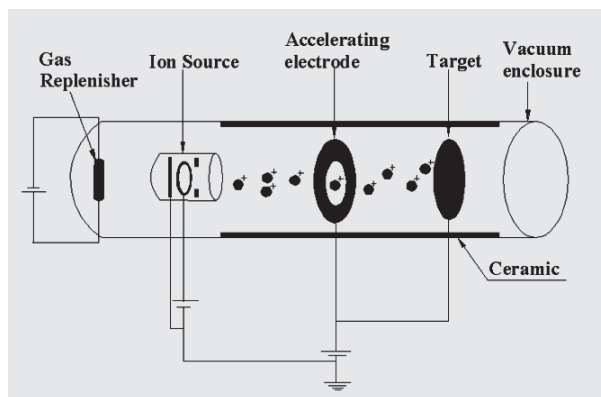 Gas
Replenisher
Ion Source
Accelerating
electrode
Target
Vacuum
enclosure
+
+
+
+
+
+
+
+
+
Ceramic